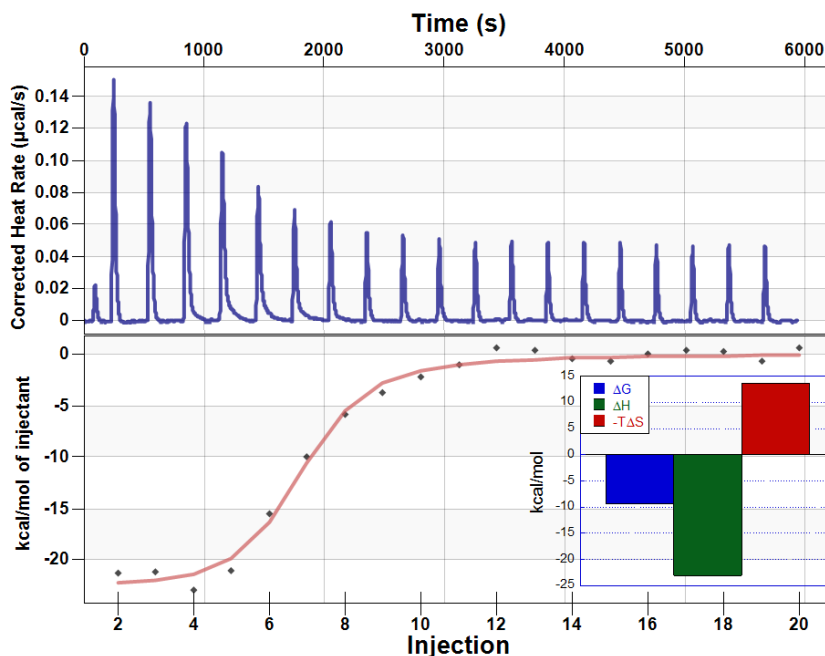 Time (s)
0 1000 2000 3000 4000 5000 6000
Corrected Heat Rate (µcal/s)
0.14
0.12
0.10
0.08
0.06
0.04
0.02
0
kcal/mol of injectant
0
-5
-10
-15
-20
2 4 6 8 10 12 14 16 18 20
Injection
kcal/mol
15
10
5
0
-5
-10
-15
-20
-25
ΔG
ΔH
-TΔS